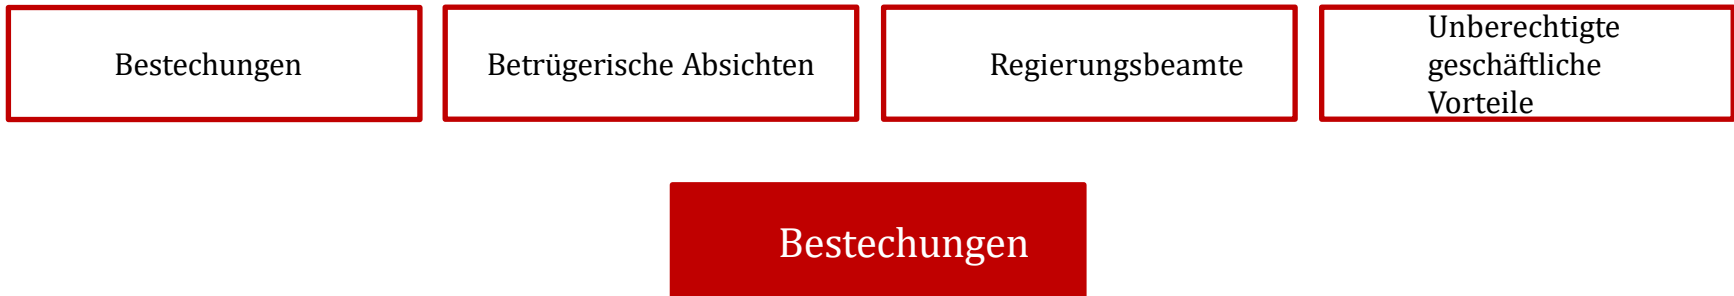 Bestechungen
Betrügerische Absichten
Regierungsbeamte
Unberechtigte
geschäftliche
Vorteile
Bestechungen